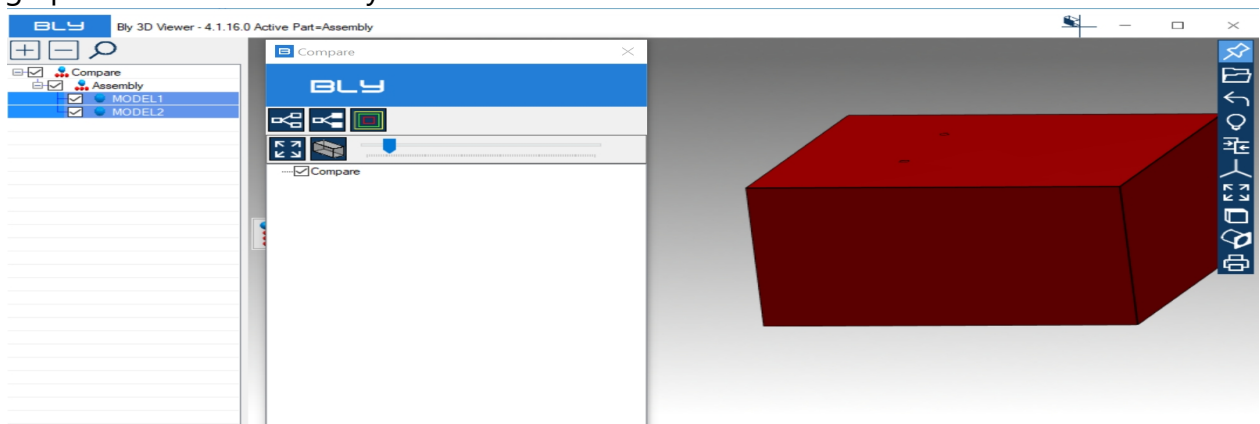 BLY Bly 3D Viewer - 4.1.16.0 Active Part=Assembly
Compare
Assembly
MODEL1
MODEL2
Compare
BLY
Compare